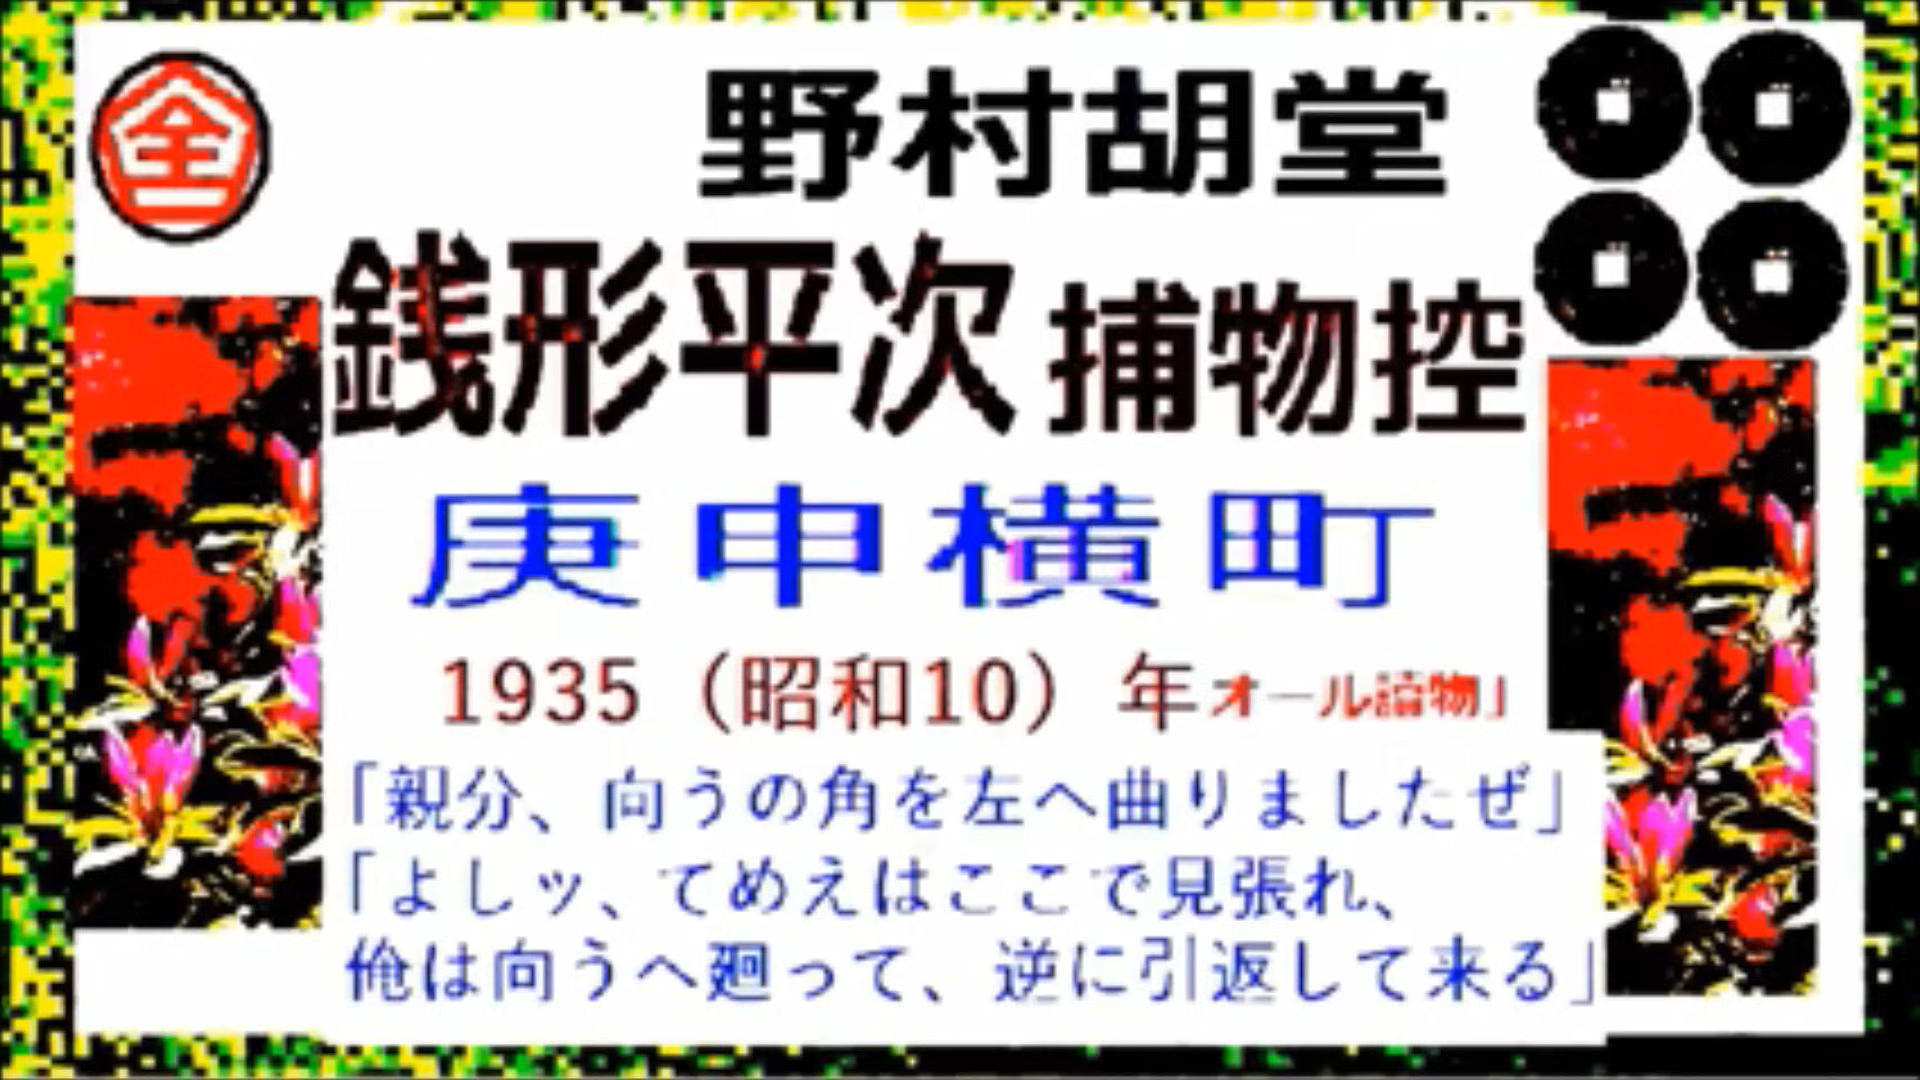 全
野村胡堂
銭形平次 捕物控
庚申横町
1935（昭和10）年オール讀物」
「親分、向うの角を左へ曲りましたぜ」
「よしッ、てめえはここで見張れ、
俺は向うへ廻って、逆に引返して来る」